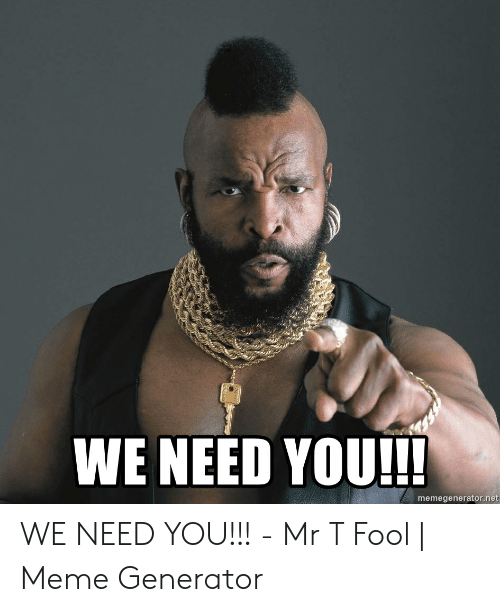 WE NEED YOU!!!
memegenerator.net
WE NEED YOU!!! - Mr T Fool |
Meme Generator